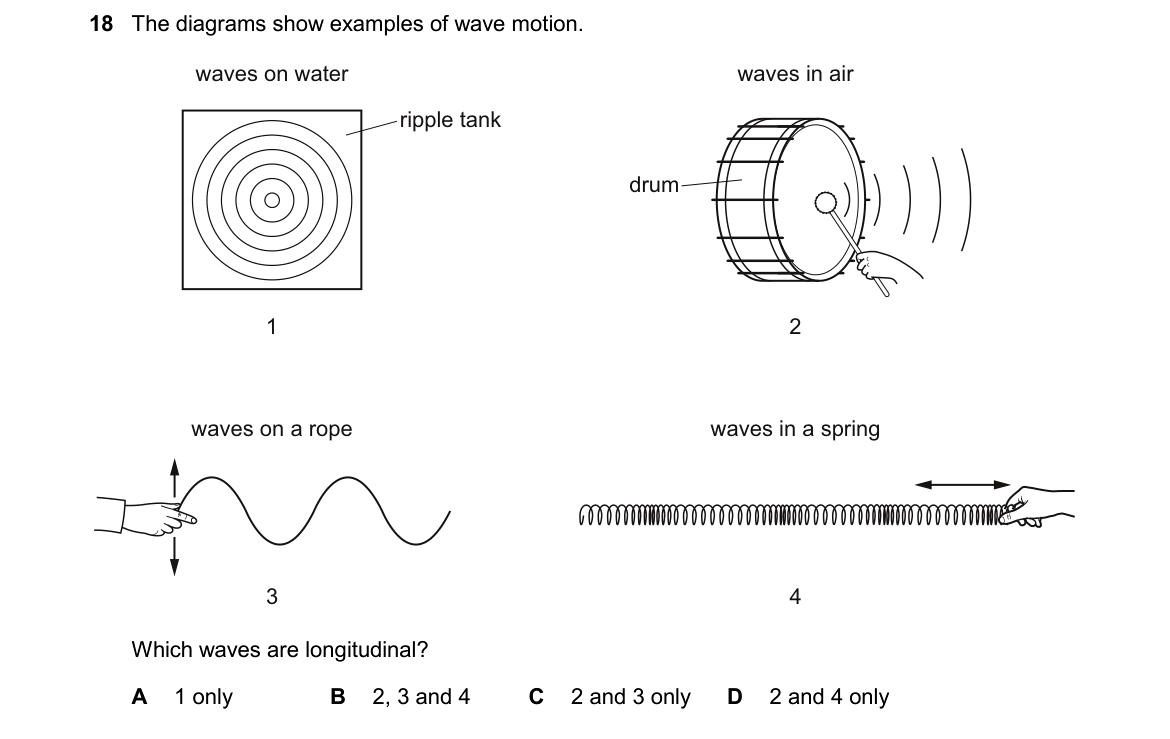 18 The diagrams show examples of wave motion.
waves on water
ripple tank
1
waves in air
drum
2
waves on a rope
3
waves in a spring
4
Which waves are longitudinal?
A 1 only B 2, 3 and 4 C 2 and 3 only D 2 and 4 only